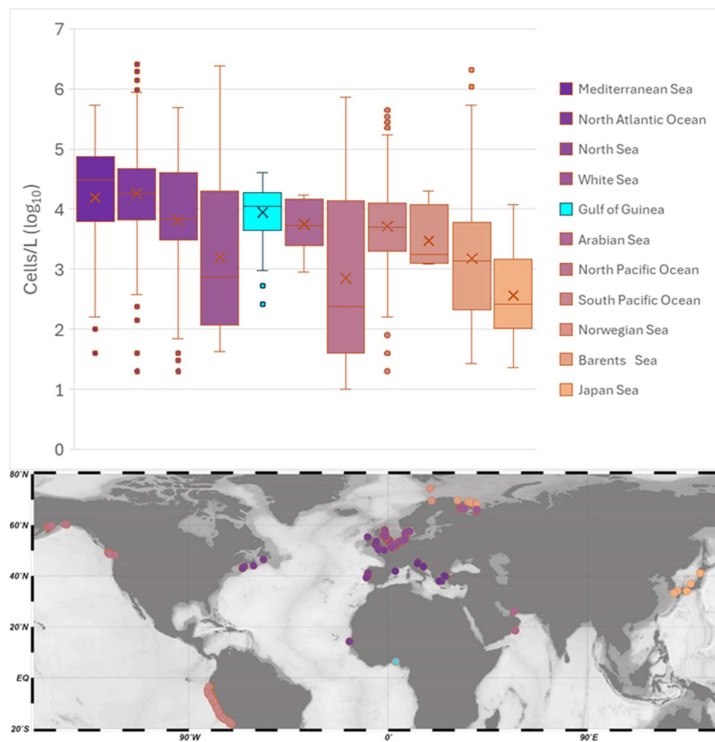 7
6
5
4
3
2
1
0
Cells/L (log10)
Mediterranean Sea
North Atlantic Ocean
North Sea
White Sea
Gulf of Guinea
Arabian Sea
North Pacific Ocean
South Pacific Ocean
Norwegian Sea
Barents Sea
Japan Sea
80°N
60°N
40°N
20°N
EQ
20°S
90°W
0°
90°E